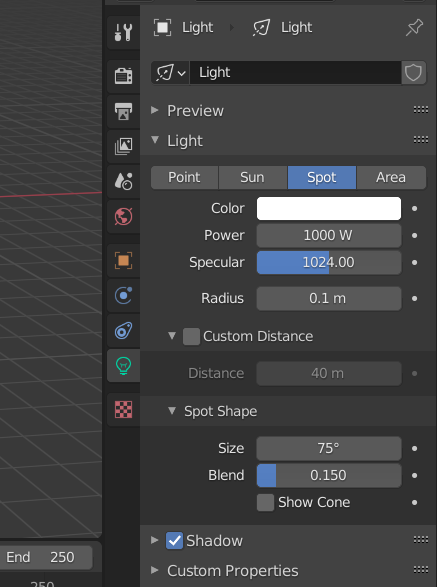 Light Light
Light
Preview
Light
Point Sun Spot Area
Color
Power 1000 W
Specular 1024.00
Radius 0.1 m
Custom Distance
Distance 40 m
Spot Shape
Size 75°
Blend 0.150
Show Cone
Shadow
End 250
Custom Properties
250